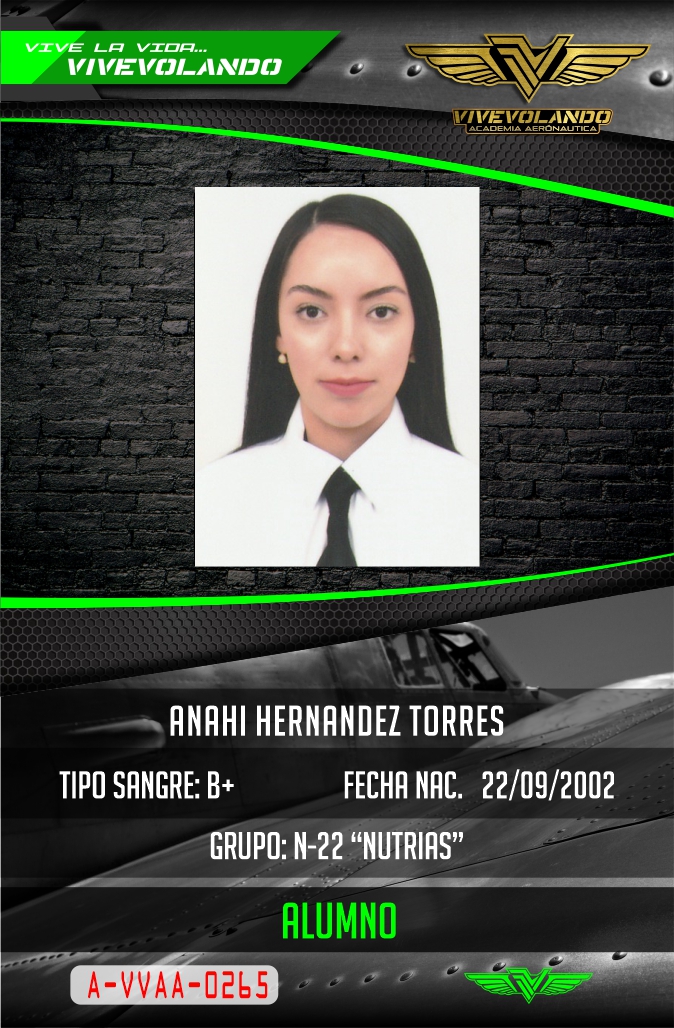 VIVE LA VIDA...
VIVEVOLANDO
VIVEVOLANDO
ACADEMIA AERÓNAUTICA
ANAHI HERNANDEZ TORRES
TIPO SANGRE: B+ FECHA NAC. 22/09/2002
GRUPO: N-22 “NUTRIAS”
ALUMNO
A-VVAA-0265